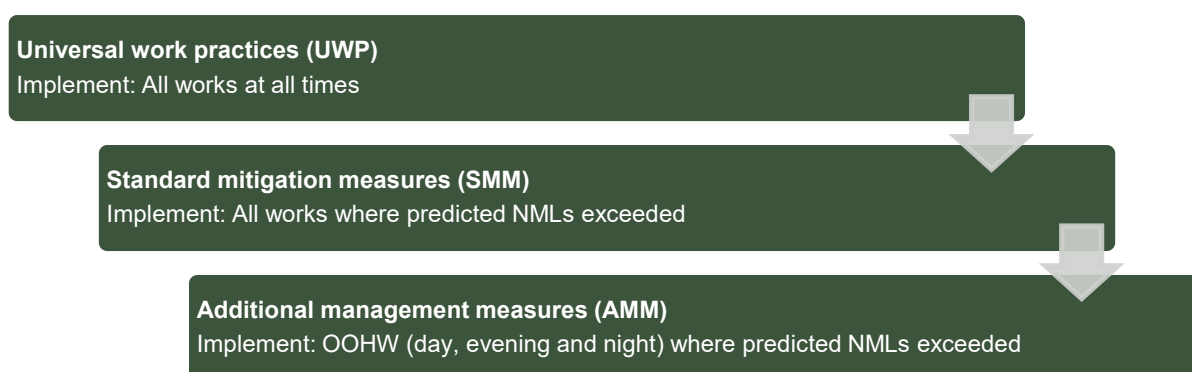 Universal work practices (UWP)
Implement: All works at all times
Standard mitigation measures (SMM)
Implement: All works where predicted NMLs exceeded
Additional management measures (AMM)
Implement: OOHW (day, evening and night) where predicted NMLs exceeded